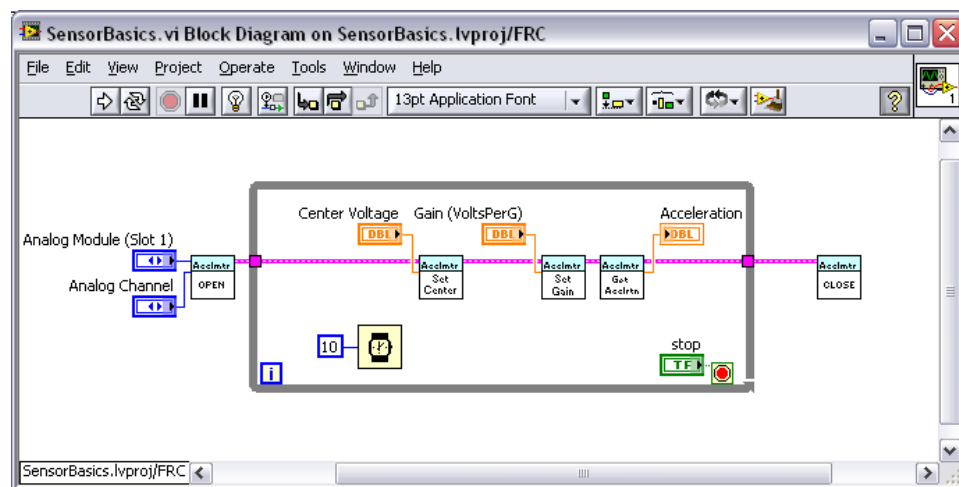 SensorBasics.vi Block Diagram on SensorBasics.lvproj/FRC
File Edit View Project Operate Tools Window Help
13pt Application Font
?
1
Center Voltage Gain (VoltsPerG) Acceleration
DBL DBL DBL
Analog Module (Slot 1)
Analog Channel
Acclmtr OPEN
Acclmtr Set Center
Acclmtr Set Gain
Acclmtr Get Acclrtn
Acclmtr CLOSE
10
stop
TF
i
SensorBasics.lvproj/FRC